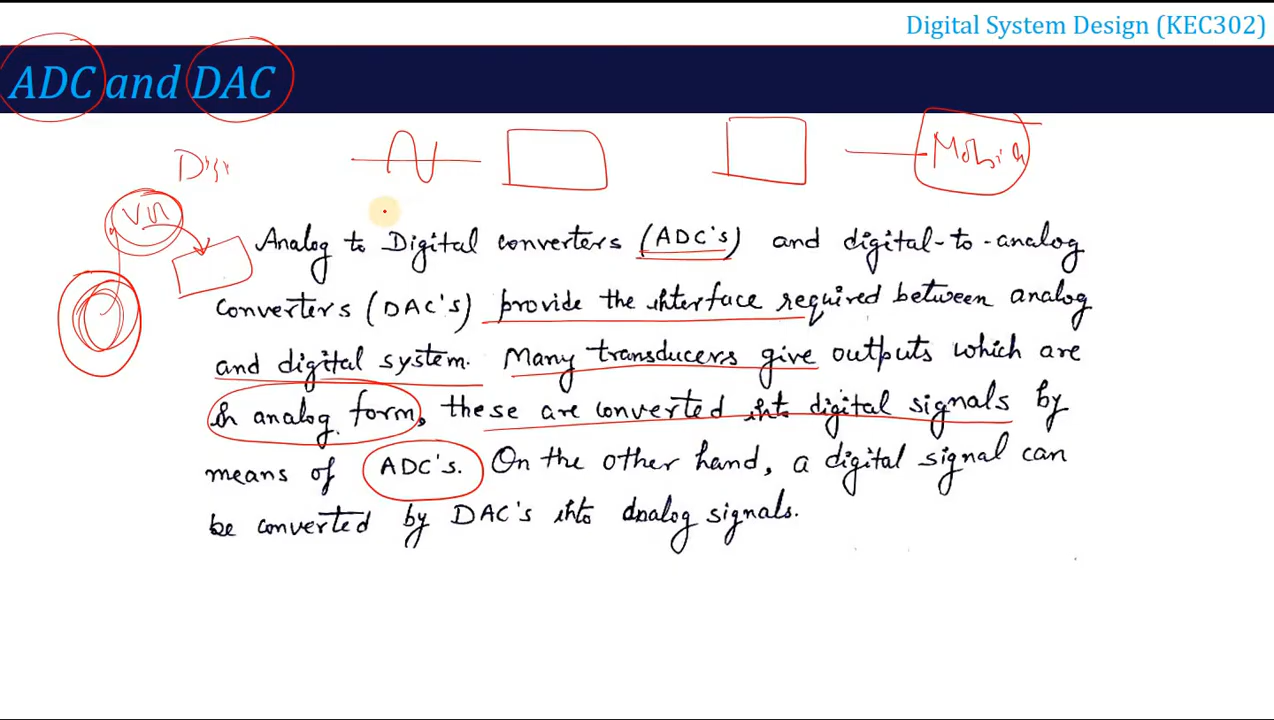 Digital System Design (KEC302)
ADC and DAC
Digi
Vin
Analog to Digital converters (ADC's) and digital-to-analog
Converters (DAC's) provide the interface required between analog
and digital system. Many transducers give outputs which are
in analog form, these are converted into digital signals by
means of ADC's. On the other hand, a digital signal can
be converted by DAC's into analog signals.